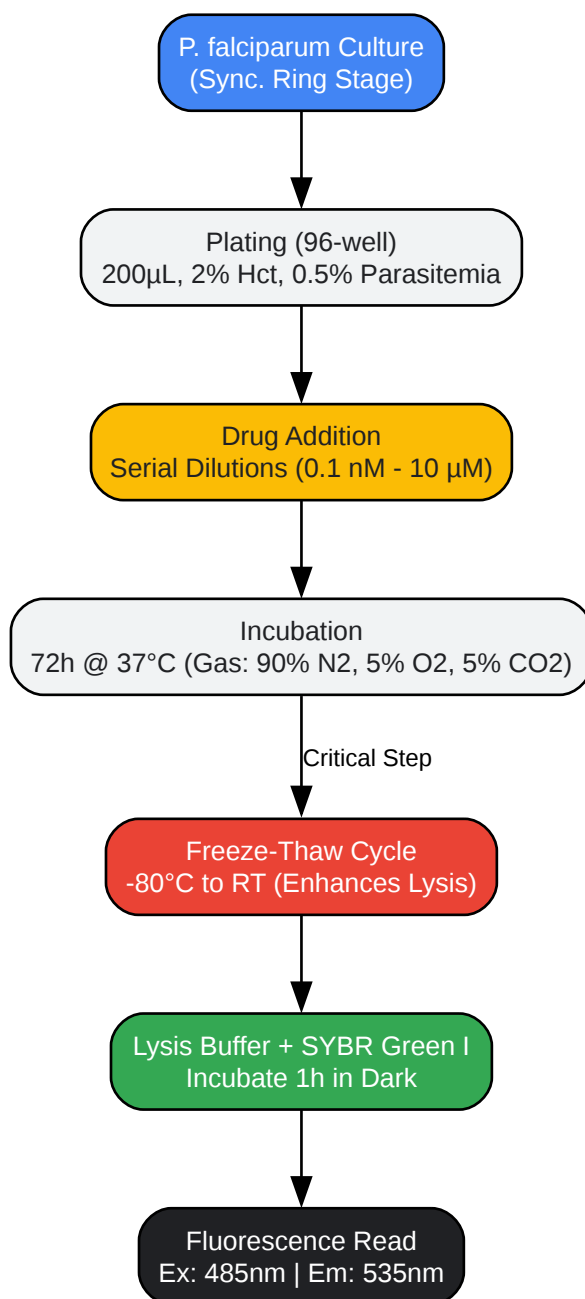 P. falciparum Culture
(Sync. Ring Stage)
Plating (96-well)
200µL, 2% Hct, 0.5% Parasitemia
Drug Addition
Serial Dilutions (0.1 nM - 10 µM)
Incubation
72h @ 37°C (Gas: 90% N2, 5% O2, 5% CO2)
Critical Step
Freeze-Thaw Cycle
-80°C to RT (Enhances Lysis)
Lysis Buffer + SYBR Green I
Incubate 1h in Dark
Fluorescence Read
Ex: 485nm | Em: 535nm